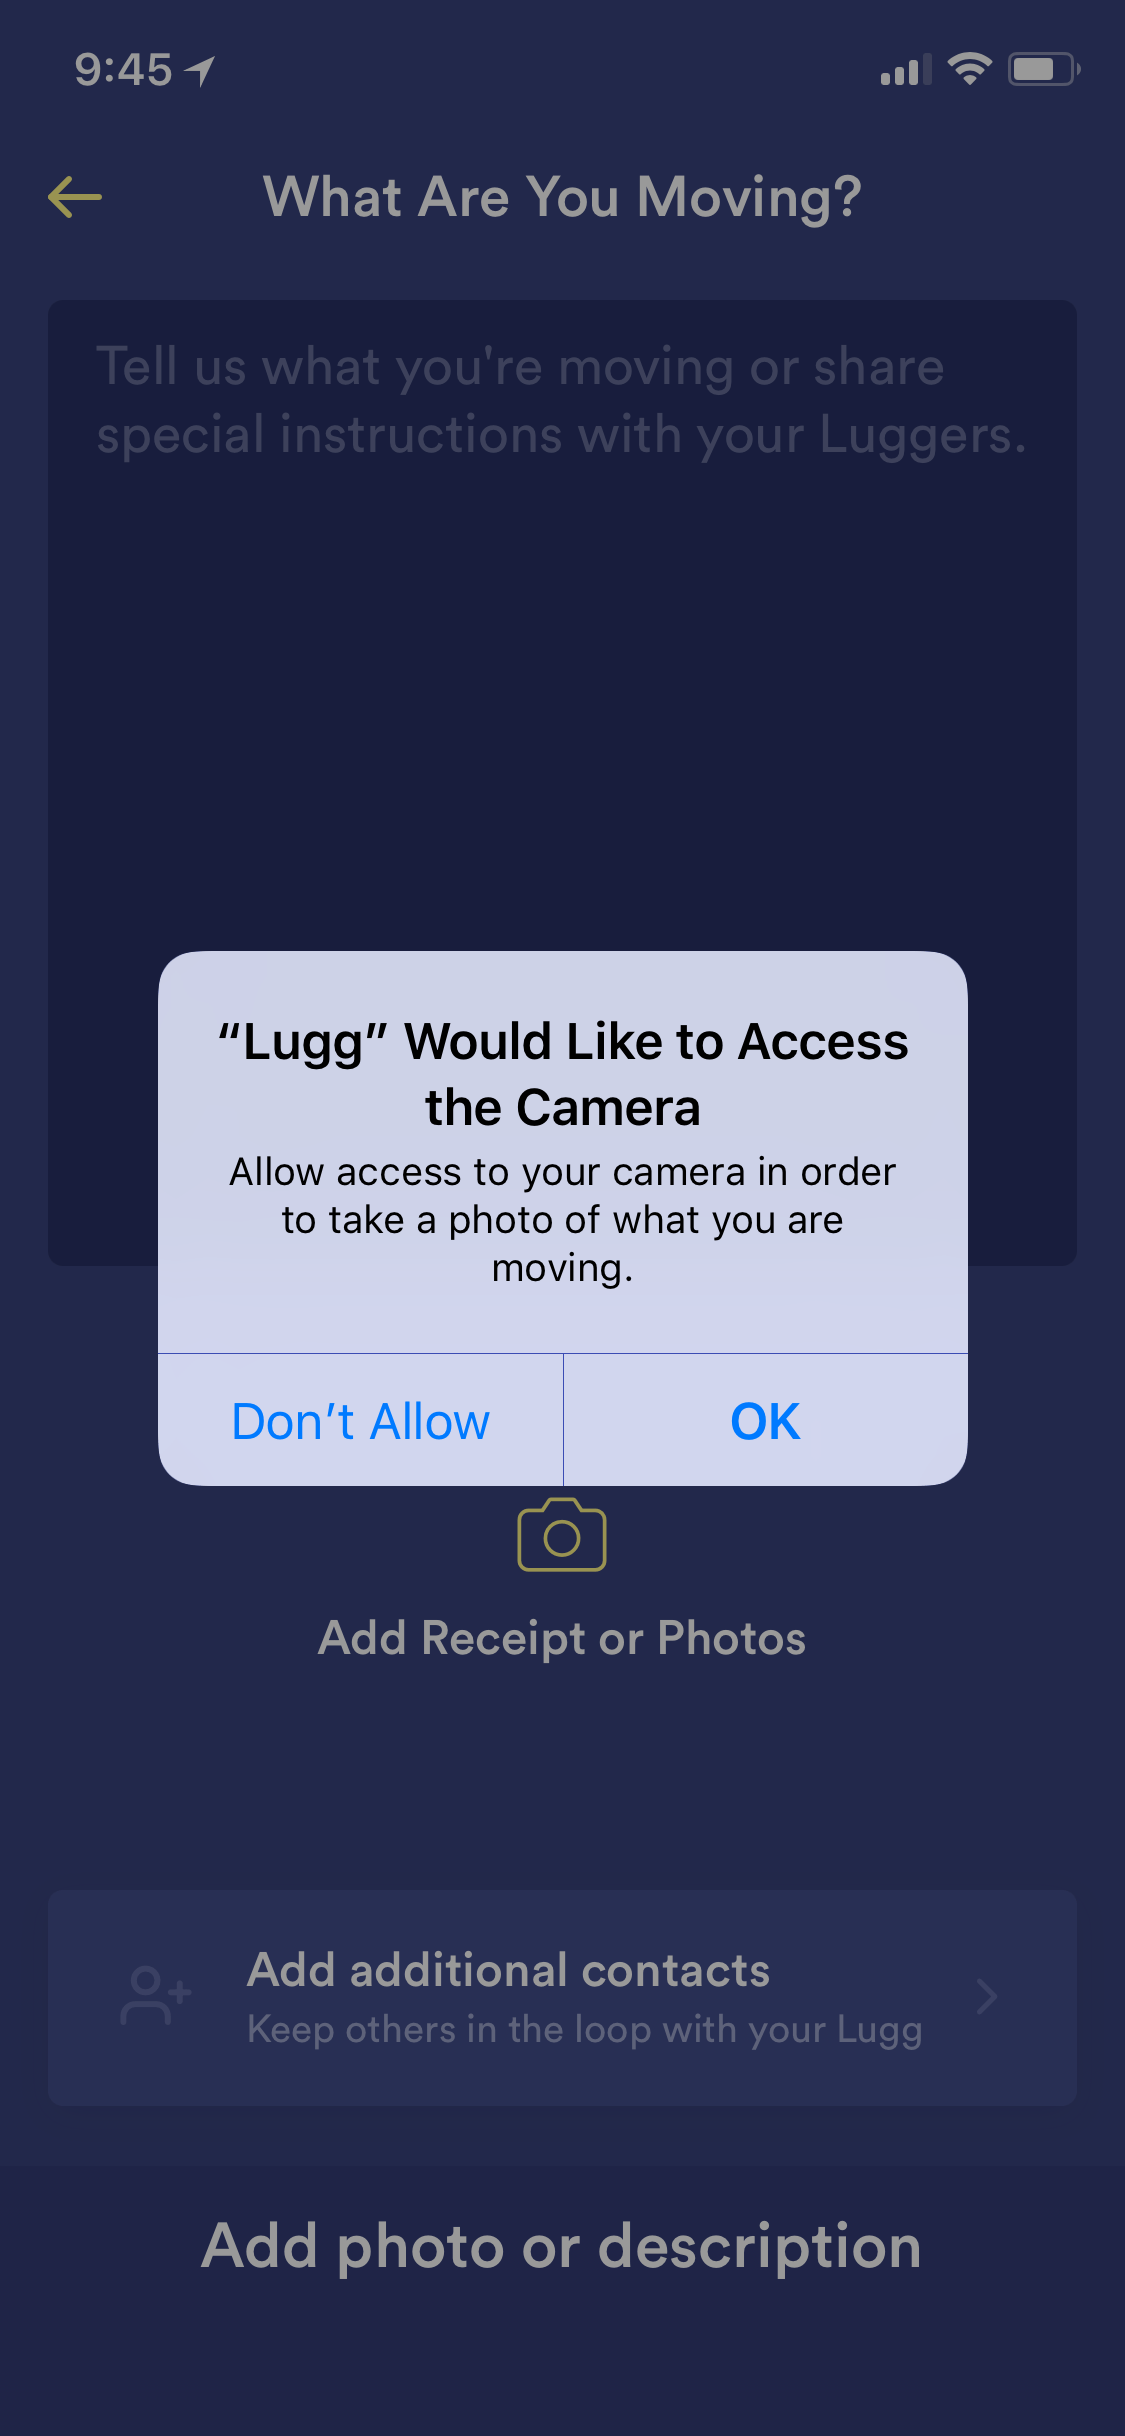 9:45
What Are You Moving?
Tell us what you're moving or share
special instructions with your Luggers.
“Lugg” Would Like to Access
the Camera
Allow access to your camera in order
to take a photo of what you are
moving.
Don’t Allow
OK
Add Receipt or Photos
Add additional contacts
Keep others in the loop with your Lugg
Add photo or description